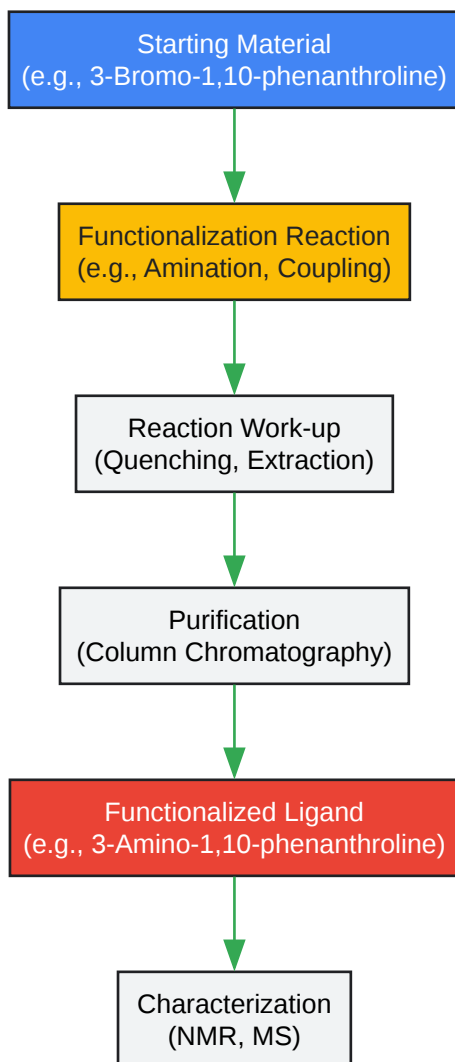 Starting Material
(e.g., 3-Bromo-1,10-phenanthroline)
Functionalization Reaction
(e.g., Amination, Coupling)
Reaction Work-up
(Quenching, Extraction)
Purification
(Column Chromatography)
Functionalized Ligand
(e.g., 3-Amino-1,10-phenanthroline)
Characterization
(NMR, MS)